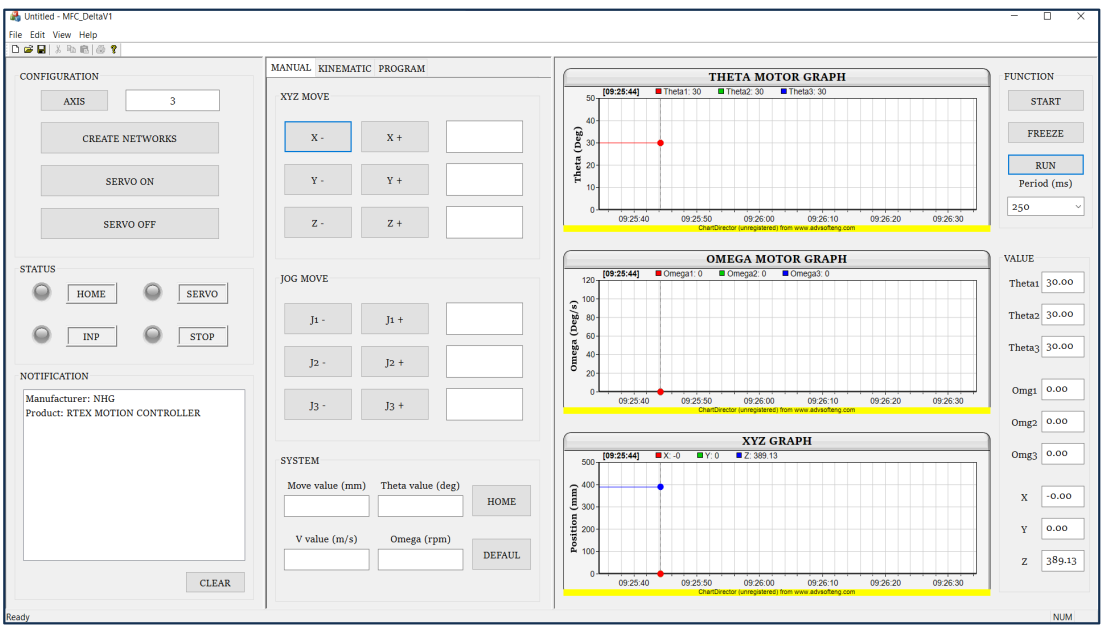 Untitled - MFC_DeltaV1
File Edit View Help
CONFIGURATION
AXIS 3
CREATE NETWORKS
SERVO ON
SERVO OFF
STATUS
HOME SERVO
INP STOP
NOTIFICATION
Manufacturer: NHG
Product: RTEX MOTION CONTROLLER
CLEAR
MANUAL KINEMATIC PROGRAM
XYZ MOVE
X - X +
Y - Y +
Z - Z +
JOG MOVE
J1 - J1 +
J2 - J2 +
J3 - J3 +
SYSTEM
Move value (mm) Theta value (deg)
HOME
V value (m/s) Omega (rpm)
DEFAUL
THETA MOTOR GRAPH
[09:25:44] Theta1: 30 Theta2: 30 Theta3: 30
50
40
30
20
10
0
Theta (Deg)
09:25:40 09:25:50 09:26:00 09:26:10 09:26:20 09:26:30
ChartDirector (unregistered) from www.advsofteng.com
OMEGA MOTOR GRAPH
[09:25:44] Omega1: 0 Omega2: 0 Omega3: 0
120
100
80
60
40
20
0
Omega (Deg/s)
09:25:40 09:25:50 09:26:00 09:26:10 09:26:20 09:26:30
ChartDirector (unregistered) from www.advsofteng.com
XYZ GRAPH
[09:25:44] X: -0 Y: 0 Z: 389.13
500
400
300
200
100
0
Position (mm)
09:25:40 09:25:50 09:26:00 09:26:10 09:26:20 09:26:30
ChartDirector (unregistered) from www.advsofteng.com
FUNCTION
START
FREEZE
RUN
Period (ms)
250
VALUE
Theta1 30.00
Theta2 30.00
Theta3 30.00
Omg1 0.00
Omg2 0.00
Omg3 0.00
X -0.00
Y 0.00
Z 389.13
Ready NUM